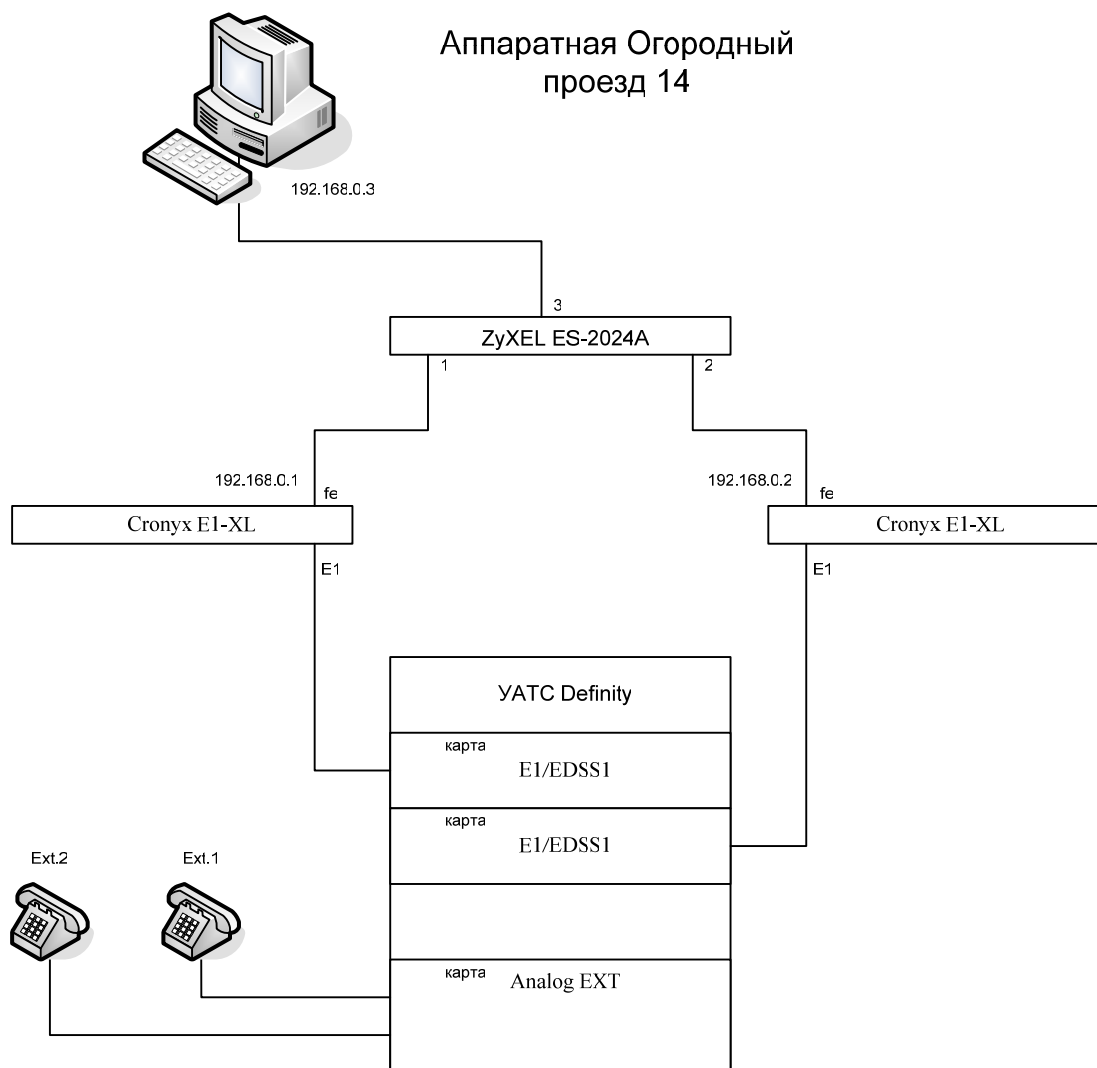 Аппаратная Огородный
проезд 14
192.168.0.3
3
ZyXEL ES-2024A
1
2
192.168.0.1
fe
192.168.0.2
fe
Cronyx E1-XL
Cronyx E1-XL
E1
E1
УАТС Definity
карта
E1/EDSS1
карта
E1/EDSS1
Ext.2
Ext.1
карта
Analog EXT